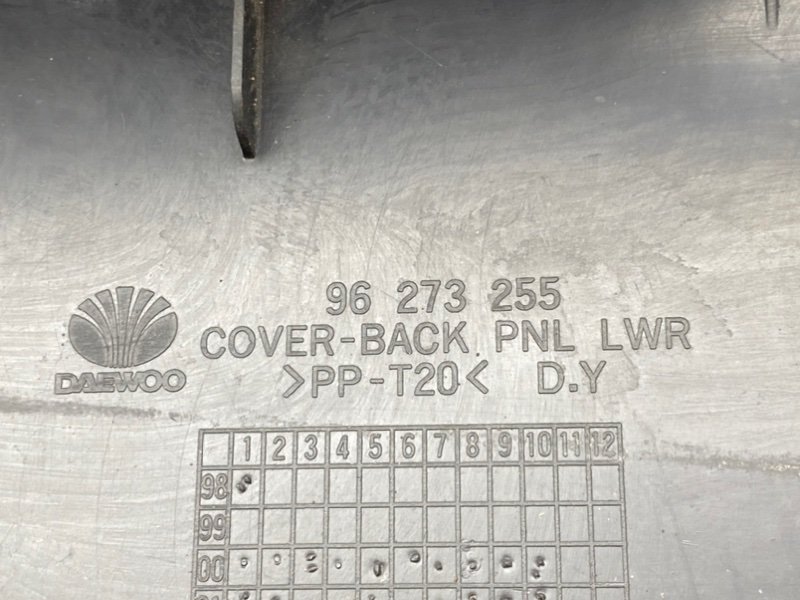 96 273 255
COVER-BACK PNL LWR
DAEWOO >PP-T20< D.Y
1 2 3 4 5 6 7 8 9 10 11 12
98
99
00